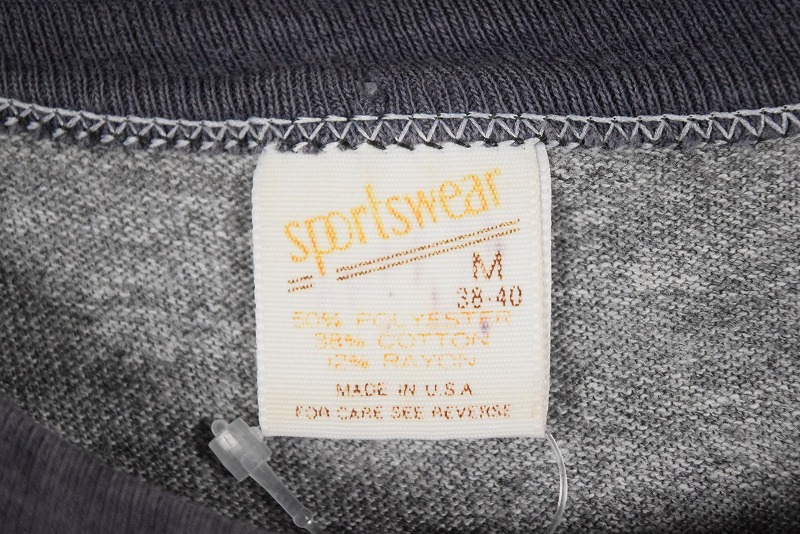 sportswear
M
38-40
50% POLYESTER
38% COTTON
12% RAYON
MADE IN U.S.A
FOR CARE SEE REVERSE